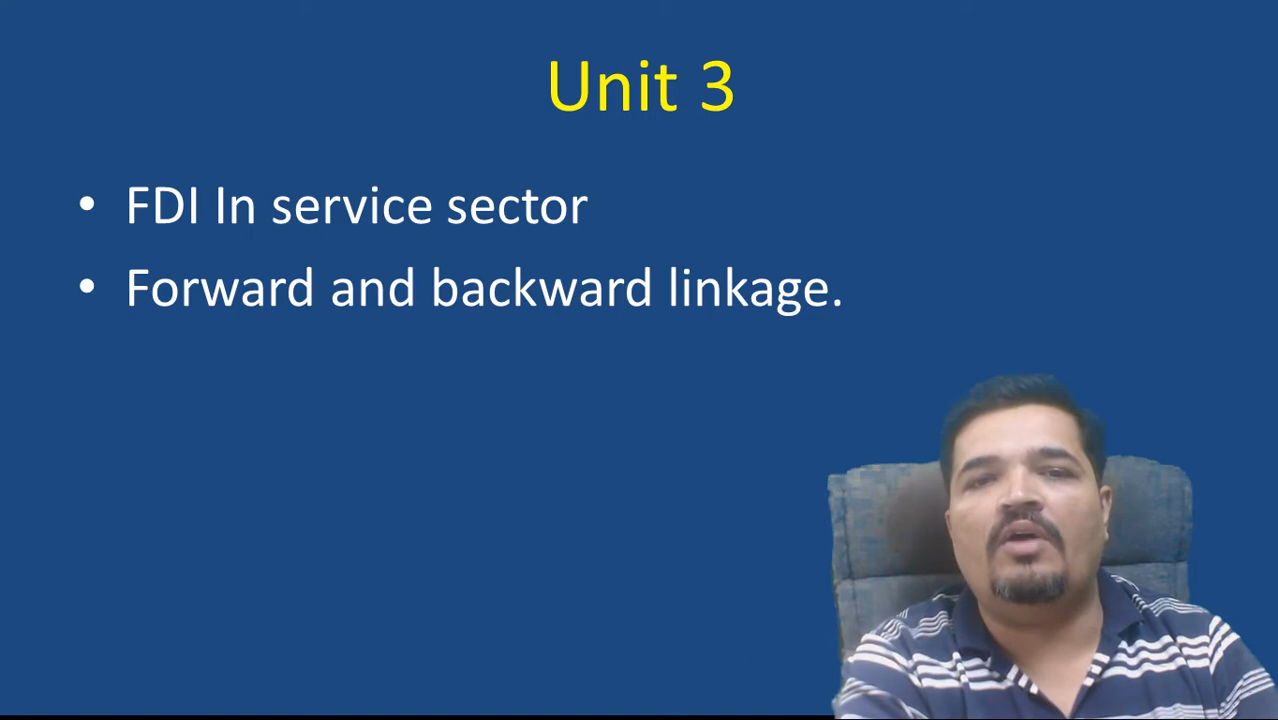 Unit 3
• FDI In service sector
• Forward and backward linkage.